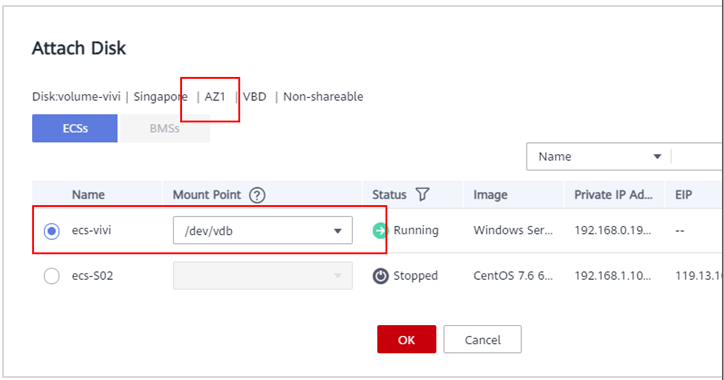 Attach Disk
Disk:volume-vivi | Singapore | AZ1 | VBD | Non-shareable
ECSs BMSs
Name
Name Mount Point ? Status Image Private IP Ad... EIP
ecs-vivi /dev/vdb Running Windows Ser... 192.168.0.19... --
ecs-S02 Stopped CentOS 7.6 6... 192.168.1.10... 119.13.10
OK Cancel